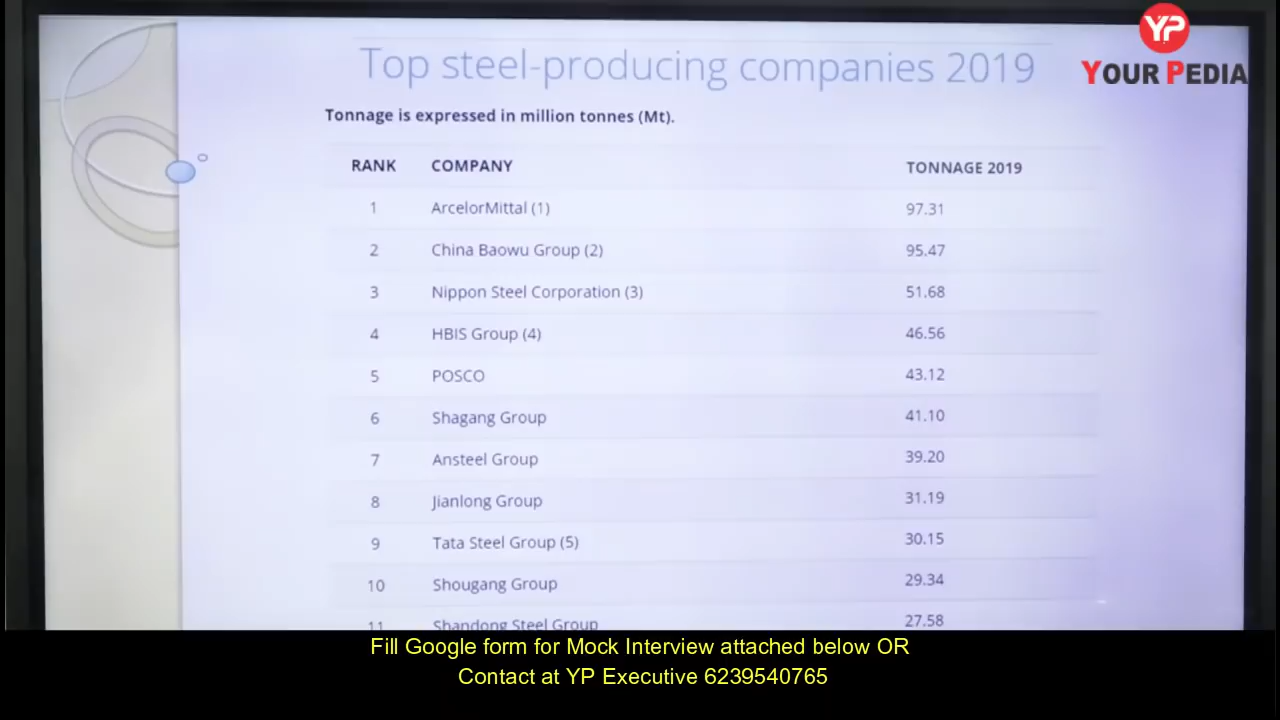 YP
YOUR PEDIA
Top steel-producing companies 2019
Tonnage is expressed in million tonnes (Mt).
RANK COMPANY TONNAGE 2019
1 ArcelorMittal (1) 97.31
2 China Baowu Group (2) 95.47
3 Nippon Steel Corporation (3) 51.68
4 HBIS Group (4) 46.56
5 POSCO 43.12
6 Shagang Group 41.10
7 Ansteel Group 39.20
8 Jianlong Group 31.19
9 Tata Steel Group (5) 30.15
10 Shougang Group 29.34
11 Shandong Steel Group 27.58
Fill Google form for Mock Interview attached below OR
Contact at YP Executive 6239540765